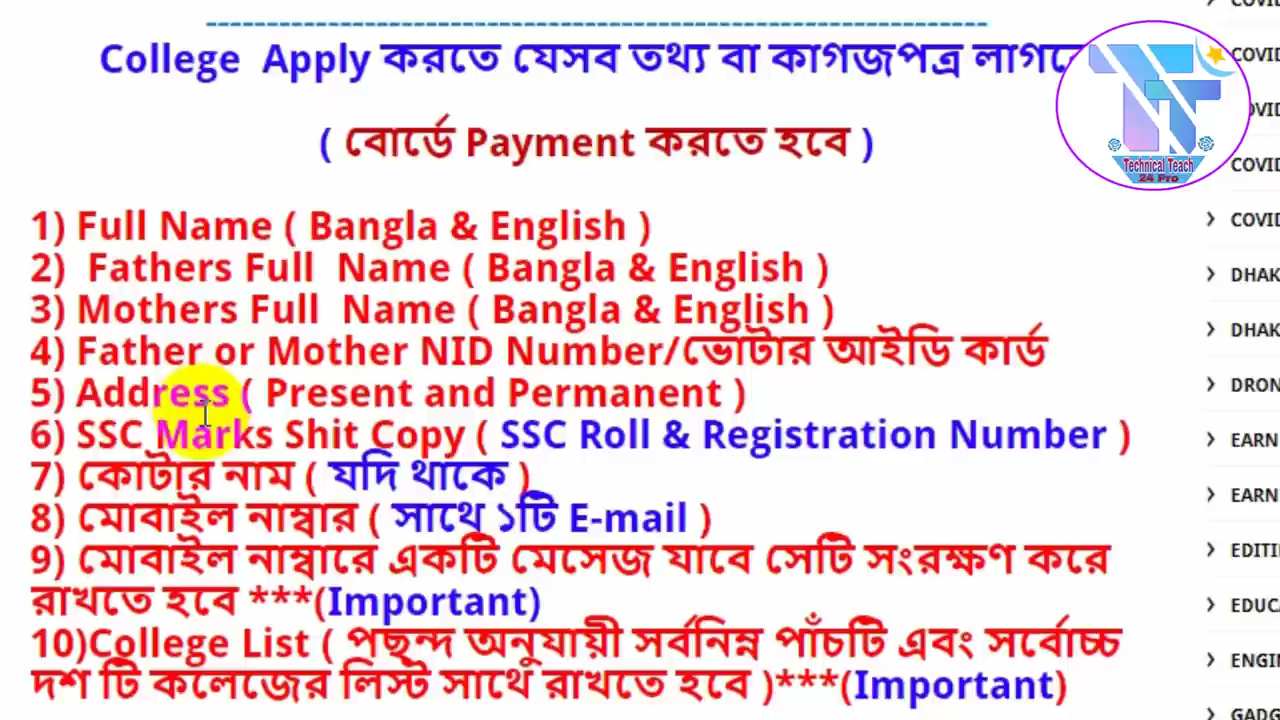 College Apply করতে যেসব তথ্য বা কাগজপত্র
( বোর্ডে Payment করতে হবে )
Technical Teach
24 Pro
1) Full Name ( Bangla & English )
2) Fathers Full Name ( Bangla & English )
3) Mothers Full Name ( Bangla & English )
4) Father or Mother NID Number/ভোটার আইডি কার্ড
5) Address ( Present and Permanent )
6) SSC Marks Shit Copy ( SSC Roll & Registration Number )
7) কোটার নাম ( যদি থাকে )
8) মোবাইল নাম্বার ( সাথে ১টি E-mail )
9) মোবাইল নাম্বারে একটি মেসেজ যাবে সেটি সংরক্ষণ করে
রাখতে হবে ***(Important)
10)College List ( পছন্দ অনুযায়ী সর্বনিম্ন পাঁচটি এবং সর্বোচ্চ
দশ টি কলেজের লিস্ট সাথে রাখতে হবে )***(Important)
COVID
COVID
COVID
DHAK
DHAK
DRON
EARN
EARN
EDITI
EDUC
ENGIN